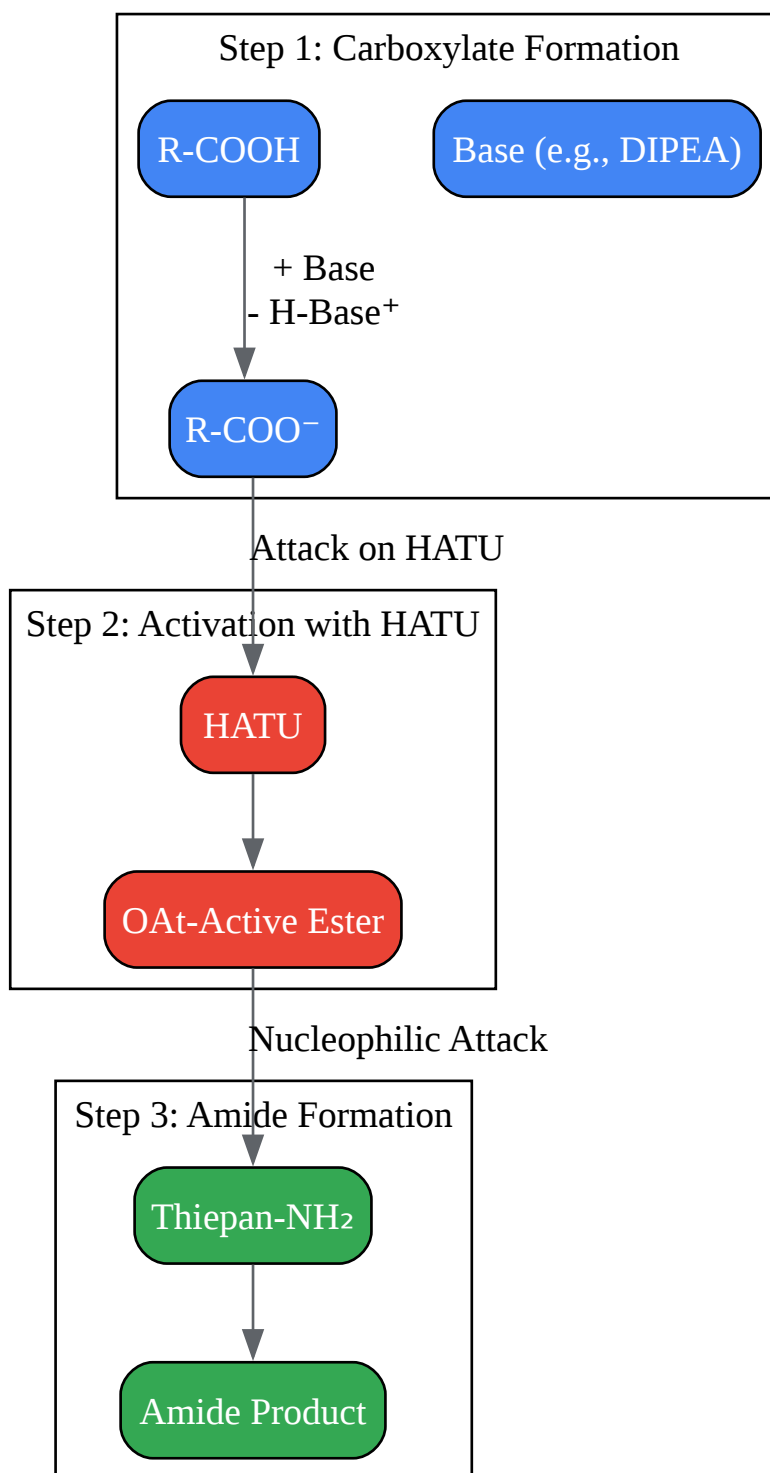 Step 1: Carboxylate Formation
R-COOH
Base (e.g., DIPEA)
+ Base
- H-Base⁺
R-COO⁻
Attack on HATU
Step 2: Activation with HATU
HATU
OAt-Active Ester
Nucleophilic Attack
Step 3: Amide Formation
Thiepan-NH₂
Amide Product